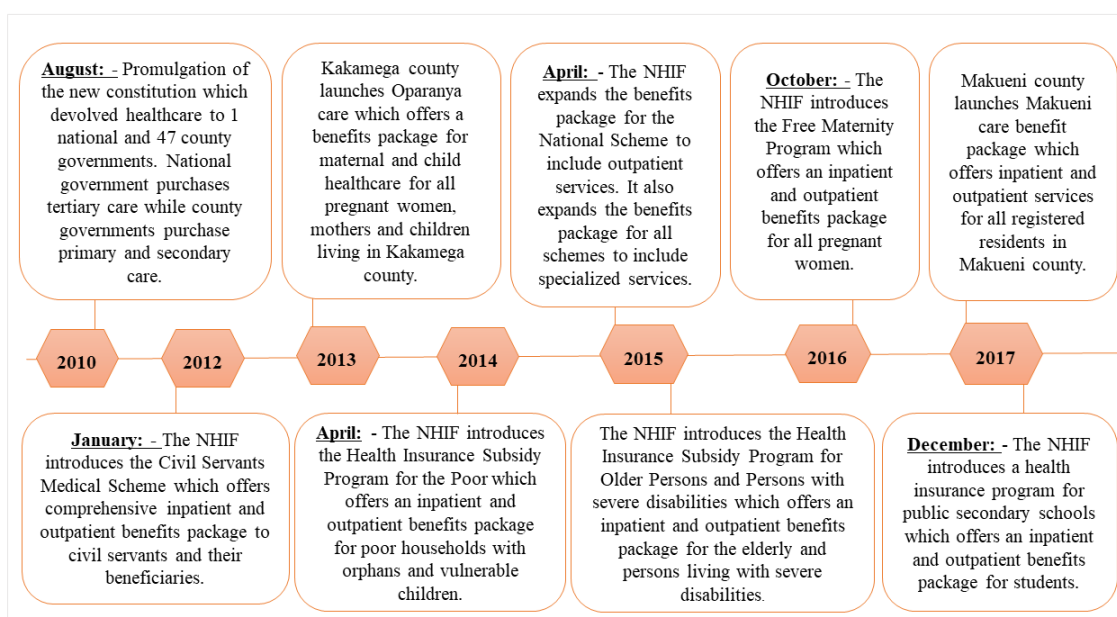 August: - Promulgation of
the new constitution which
devolved healthcare to 1
national and 47 county
governments. National
government purchases
tertiary care while county
governments purchase
primary and secondary
care.
Kakamega county
launches Oparanya
care which offers a
benefits package for
maternal and child
healthcare for all
pregnant women,
mothers and children
living in Kakamega
county.
April: - The NHIF
expands the benefits
package for the
National Scheme to
include outpatient
services. It also
expands the benefits
package for all
schemes to include
specialized services.
October: - The
NHIF introduces
the Free Maternity
Program which
offers an inpatient
and outpatient
benefits package
for all pregnant
women.
Makueni county
launches Makueni
care benefit
package which
offers inpatient and
outpatient services
for all registered
residents in
Makueni county.
2010
2012
2013
2014
2015
2016
2017
January: - The NHIF
introduces the Civil Servants
Medical Scheme which offers
comprehensive inpatient and
outpatient benefits package to
civil servants and their
beneficiaries.
April: - The NHIF introduces
the Health Insurance Subsidy
Program for the Poor which
offers an inpatient and
outpatient benefits package
for poor households with
orphans and vulnerable
children.
The NHIF introduces the Health
Insurance Subsidy Program for
Older Persons and Persons with
severe disabilities which offers an
inpatient and outpatient benefits
package for the elderly and
persons living with severe
disabilities.
December: - The NHIF
introduces a health
insurance program for
public secondary schools
which offers an inpatient
and outpatient benefits
package for students.